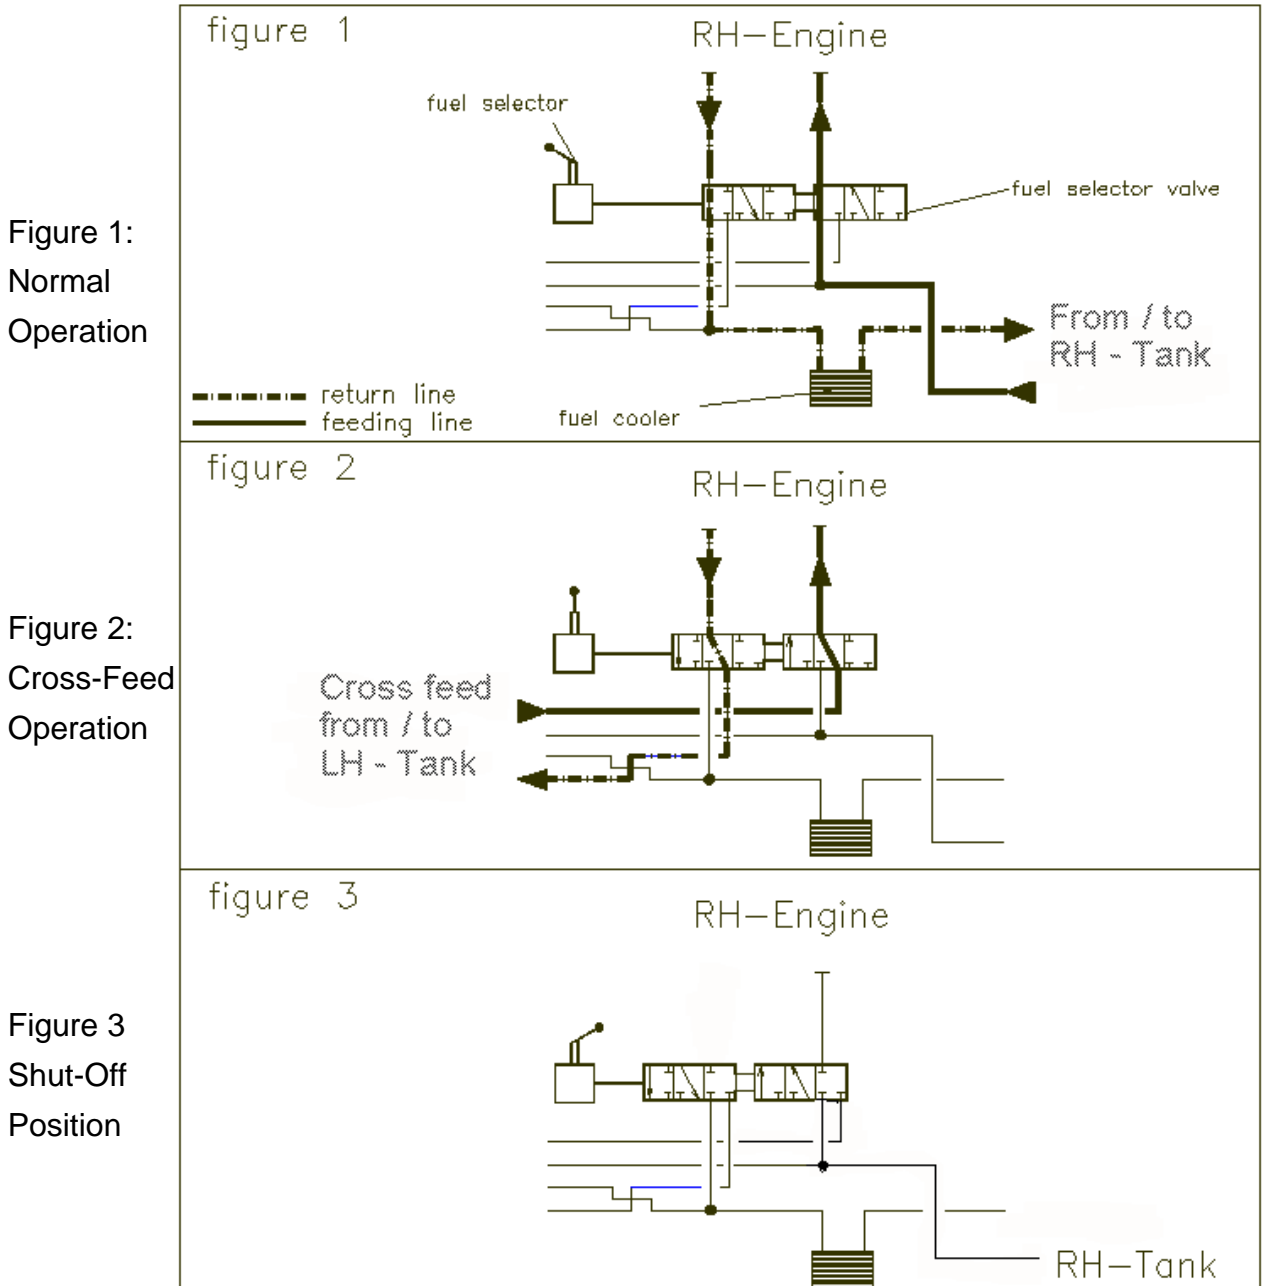 figure 1
RH-Engine
fuel selector
fuel selector valve
Figure 1:
Normal
Operation
From / to
RH - Tank
return line
feeding line
fuel cooler
figure 2
RH-Engine
Figure 2:
Cross-Feed
Operation
Cross feed
from / to
LH - Tank
figure 3
RH-Engine
Figure 3
Shut-Off
Position
RH-Tank